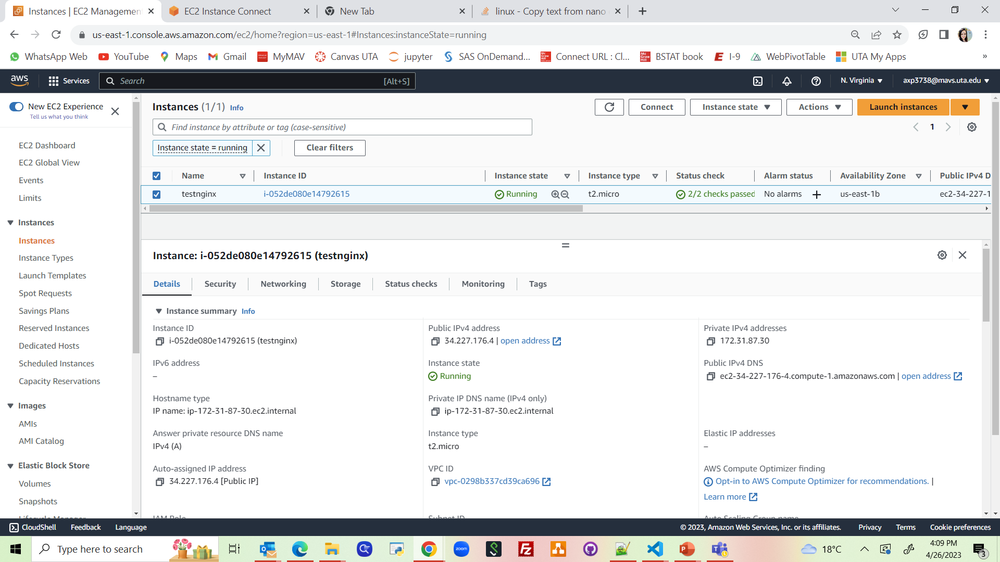 Instances | EC2 Managemen
EC2 Instance Connect
New Tab
linux - Copy text from nano
us-east-1.console.aws.amazon.com/ec2/home?region=us-east-1#Instances:instanceState=running
WhatsApp Web
YouTube
Maps
Gmail
MyMAV
Canvas UTA
jupyter
SAS OnDemand...
Connect URL : Cl...
BSTAT book
I-9
WebPivotTable
UTA My Apps
»
aws
Services
Search
[Alt+S]
N. Virginia
axp3738@mavs.uta.edu
New EC2 Experience
Tell us what you think
EC2 Dashboard
EC2 Global View
Events
Limits
Instances
Instances
Instance Types
Launch Templates
Spot Requests
Savings Plans
Reserved Instances
Dedicated Hosts
Scheduled Instances
Capacity Reservations
Images
AMIs
AMI Catalog
Elastic Block Store
Volumes
Snapshots
Lifecycle Manager
Instances (1/1) Info
Connect
Instance state
Actions
Launch instances
Find instance by attribute or tag (case-sensitive)
1
Instance state = running
Clear filters
Name
Instance ID
Instance state
Instance type
Status check
Alarm status
Availability Zone
Public IPv4 D
testnginx
i-052de080e14792615
Running
t2.micro
2/2 checks passed
No alarms
us-east-1b
ec2-34-227-1
Instance: i-052de080e14792615 (testnginx)
Details
Security
Networking
Storage
Status checks
Monitoring
Tags
Instance summary Info
Instance ID
i-052de080e14792615 (testnginx)
Public IPv4 address
34.227.176.4 | open address
Private IPv4 addresses
172.31.87.30
IPv6 address
–
Instance state
Running
Public IPv4 DNS
ec2-34-227-176-4.compute-1.amazonaws.com | open address
Hostname type
IP name: ip-172-31-87-30.ec2.internal
Private IP DNS name (IPv4 only)
ip-172-31-87-30.ec2.internal
Answer private resource DNS name
IPv4 (A)
Instance type
t2.micro
Elastic IP addresses
–
Auto-assigned IP address
34.227.176.4 [Public IP]
VPC ID
vpc-0298b337cd39ca696
AWS Compute Optimizer finding
Opt-in to AWS Compute Optimizer for recommendations. |
Learn more
IAM Role
Subnet ID
Auto Scaling Group name
CloudShell
Feedback
Language
© 2023, Amazon Web Services, Inc. or its affiliates.
Privacy
Terms
Cookie preferences
Type here to search
zoom
18°C
4:09 PM
4/26/2023
3